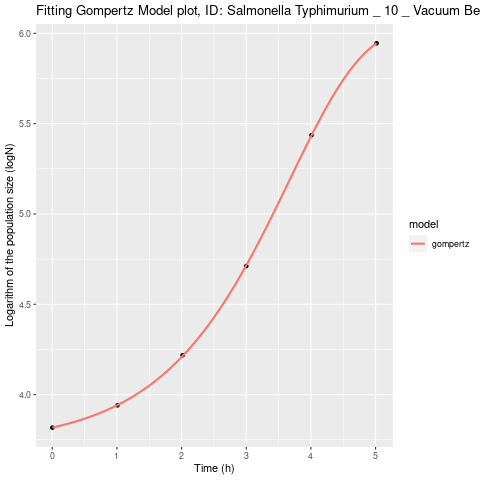 Fitting Gompertz Model plot, ID: Salmonella Typhimurium _ 10 _ Vacuum Be
6.0
5.5
5.0
4.5
4.0
Logarithm of the population size (logN)
0 1 2 3 4 5
Time (h)
model
gompertz